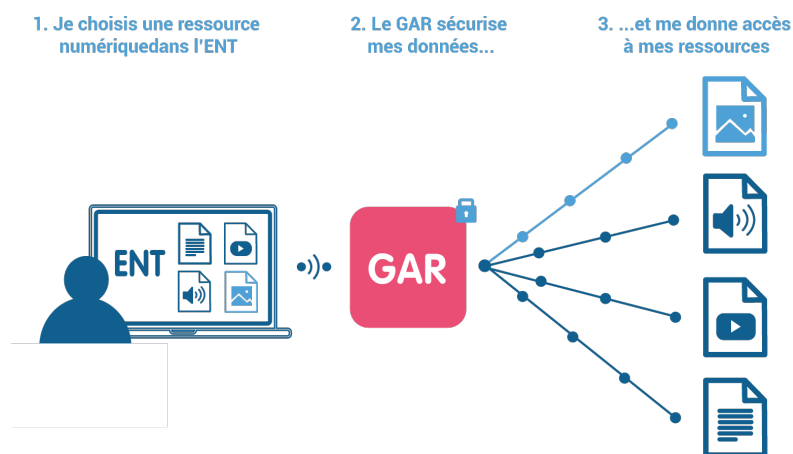 1. Je choisis une ressource
numériquedans l'ENT
2. Le GAR sécurise
mes données...
3. ...et me donne accès
à mes ressources
ENT
GAR